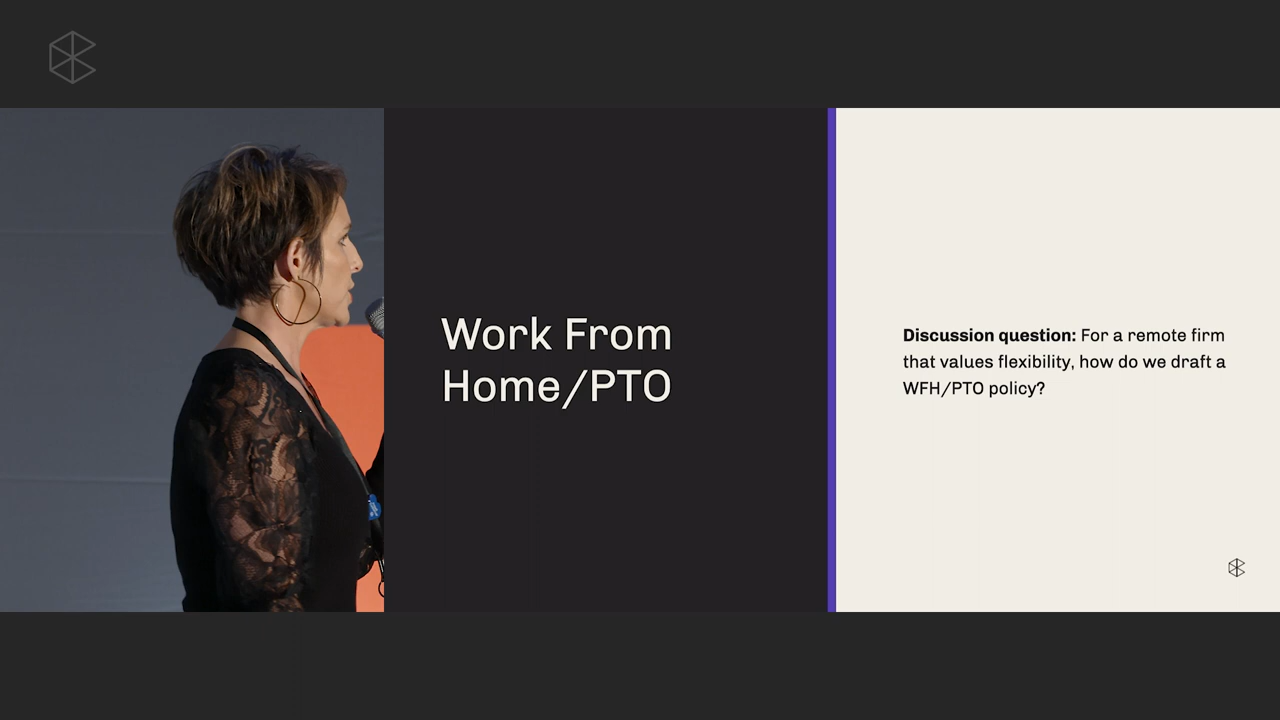 Work From
Home/PTO
Discussion question: For a remote firm
that values flexibility, how do we draft a
WFH/PTO policy?